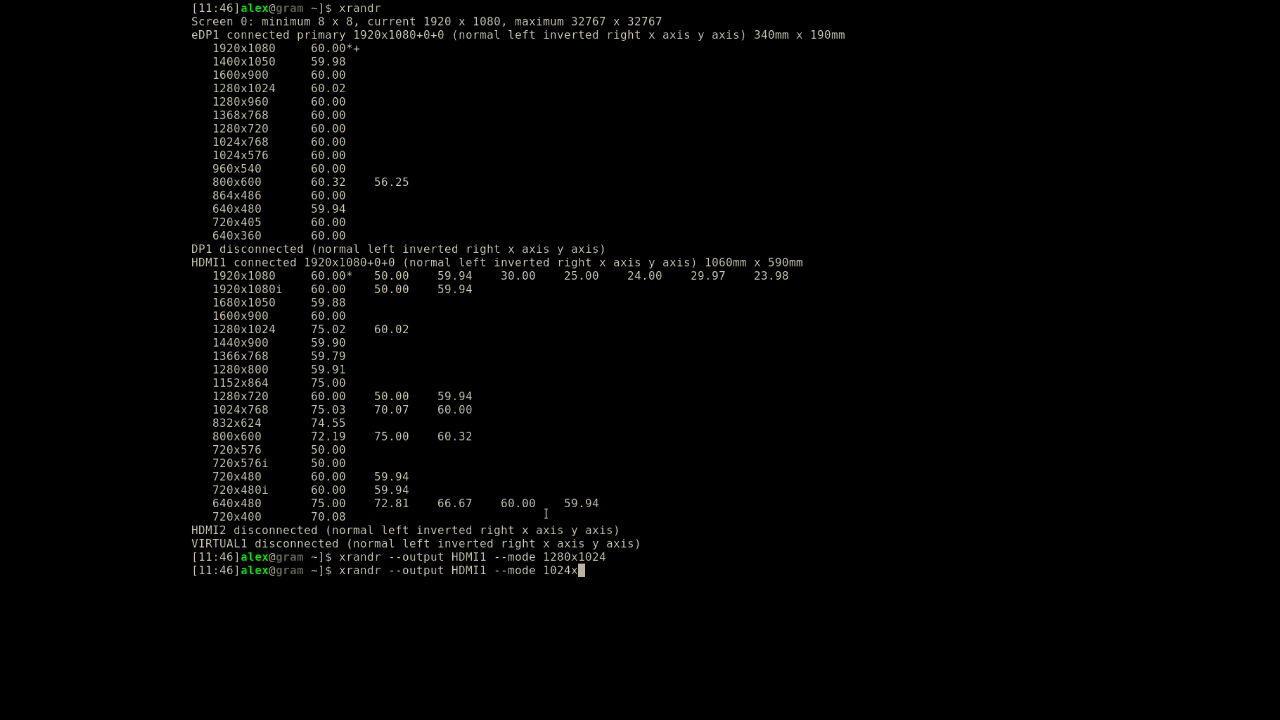 [11:46]alex@gram ~]$ xrandr
Screen 0: minimum 8 x 8, current 1920 x 1080, maximum 32767 x 32767
eDP1 connected primary 1920x1080+0+0 (normal left inverted right x axis y axis) 340mm x 190mm
   1920x1080     60.00*+
   1400x1050     59.98
   1600x900      60.00
   1280x1024     60.02
   1280x960      60.00
   1368x768      60.00
   1280x720      60.00
   1024x768      60.00
   1024x576      60.00
   960x540       60.00
   800x600       60.32    56.25
   864x486       60.00
   640x480       59.94
   720x405       60.00
   640x360       60.00
DP1 disconnected (normal left inverted right x axis y axis)
HDMI1 connected 1920x1080+0+0 (normal left inverted right x axis y axis) 1060mm x 590mm
   1920x1080     60.00*   50.00    59.94    30.00    25.00    24.00    29.97    23.98
   1920x1080i    60.00    50.00    59.94
   1680x1050     59.88
   1600x900      60.00
   1280x1024     75.02    60.02
   1440x900      59.90
   1366x768      59.79
   1280x800      59.91
   1152x864      75.00
   1280x720      60.00    50.00    59.94
   1024x768      75.03    70.07    60.00
   832x624       74.55
   800x600       72.19    75.00    60.32
   720x576       50.00
   720x576i      50.00
   720x480       60.00    59.94
   720x480i      60.00    59.94
   640x480       75.00    72.81    66.67    60.00    59.94
   720x400       70.08
HDMI2 disconnected (normal left inverted right x axis y axis)
VIRTUAL1 disconnected (normal left inverted right x axis y axis)
[11:46]alex@gram ~]$ xrandr --output HDMI1 --mode 1280x1024
[11:46]alex@gram ~]$ xrandr --output HDMI1 --mode 1024x